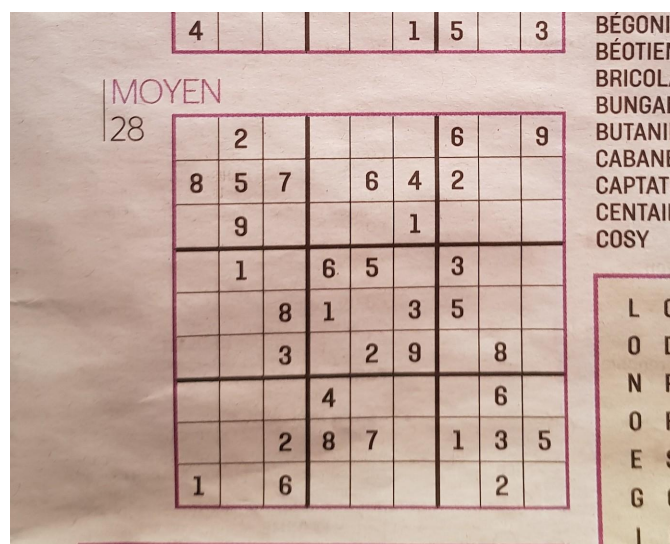 4 1 5 3
MOYEN
28
2 6 9
8 5 7 6 4 2
9 1
1 6 5 3
8 1 3 5
3 2 9 8
4 6
2 8 7 1 3 5
1 6 2
BÉGONI
BÉOTIE
BRICOL
BUNGA
BUTANI
CABANE
CAPTAT
CENTAI
COSY
L
O
N
O
E
G